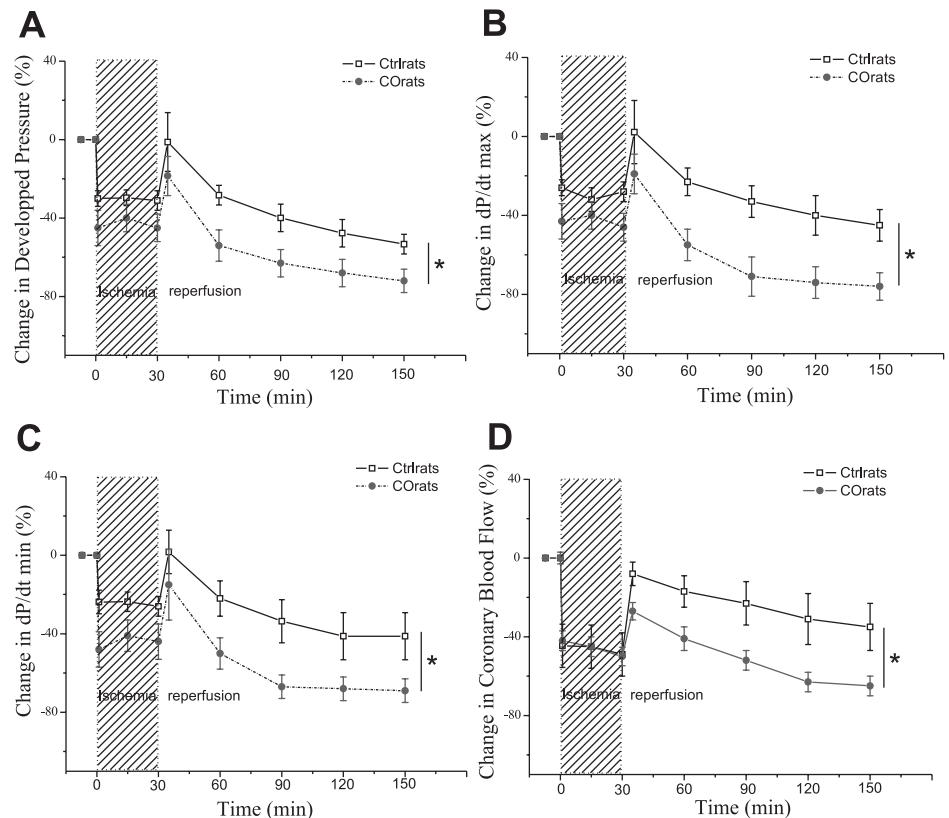 A
Change in Developped Pressure (%)
40
0
-40
-80
Ctrlrats
COrats
Ischemia reperfusion
*
0 30 60 90 120 150
Time (min)
B
Change in dP/dt max (%)
40
0
-40
-80
Ctrlrats
COrats
Ischemia reperfusion
*
0 30 60 90 120 150
Time (min)
C
Change in dP/dt min (%)
40
0
-40
-80
Ctrlrats
COrats
Ischemia reperfusion
*
0 30 60 90 120 150
Time (min)
D
Change in Coronary Blood Flow (%)
40
0
-40
-80
Ctrlrats
COrats
Ischemia reperfusion
*
0 30 60 90 120 150
Time (min)